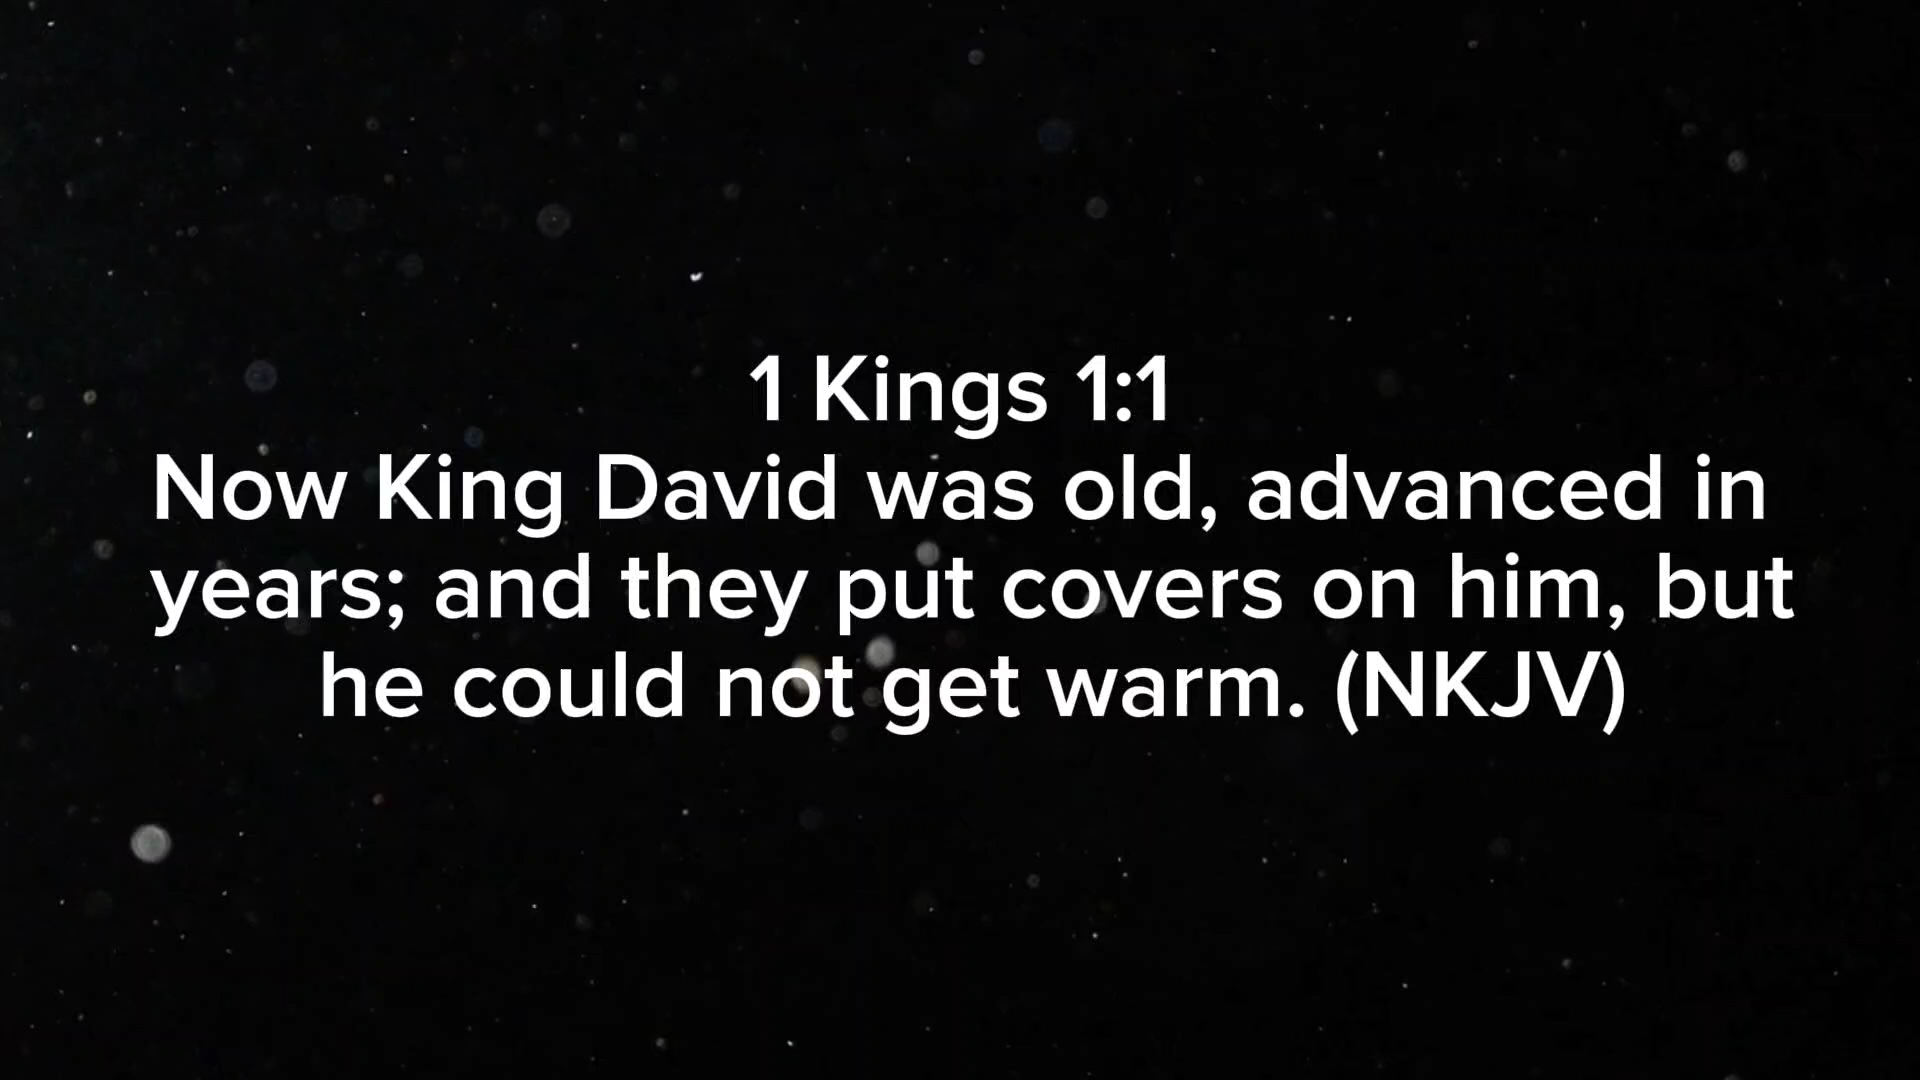 1 Kings 1:1
Now King David was old, advanced in
years; and they put covers on him, but
he could not get warm. (NKJV)